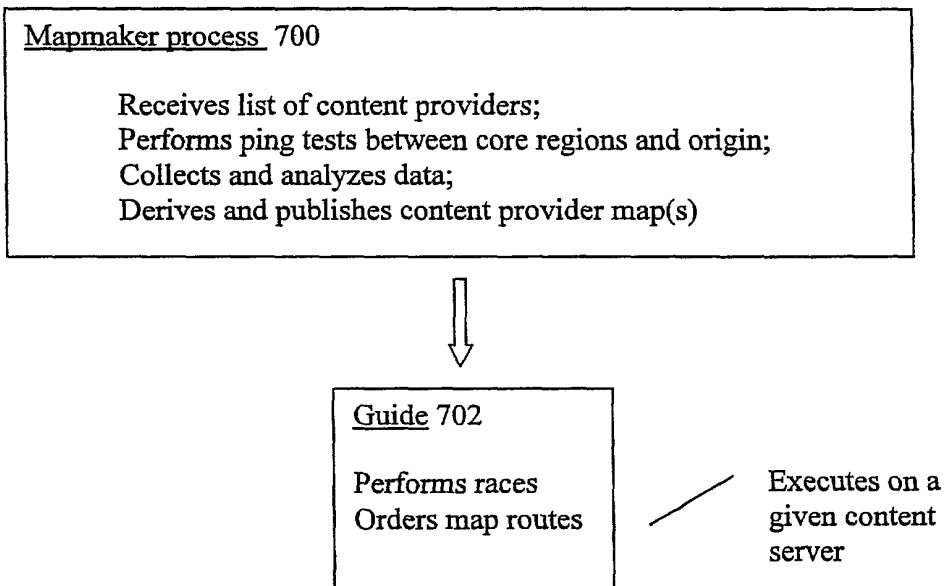 Mapmaker process 700
Receives list of content providers;
Performs ping tests between core regions and origin;
Collects and analyzes data;
Derives and publishes content provider map(s)
Guide 702
Performs races
Orders map routes
Executes on a
given content
server